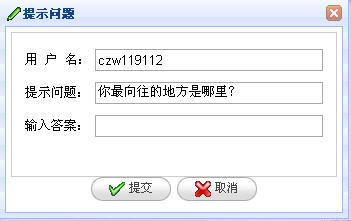 提示问题
用 户 名： czw119112
提示问题： 你最向往的地方是哪里？
输入答案：
提交 取消